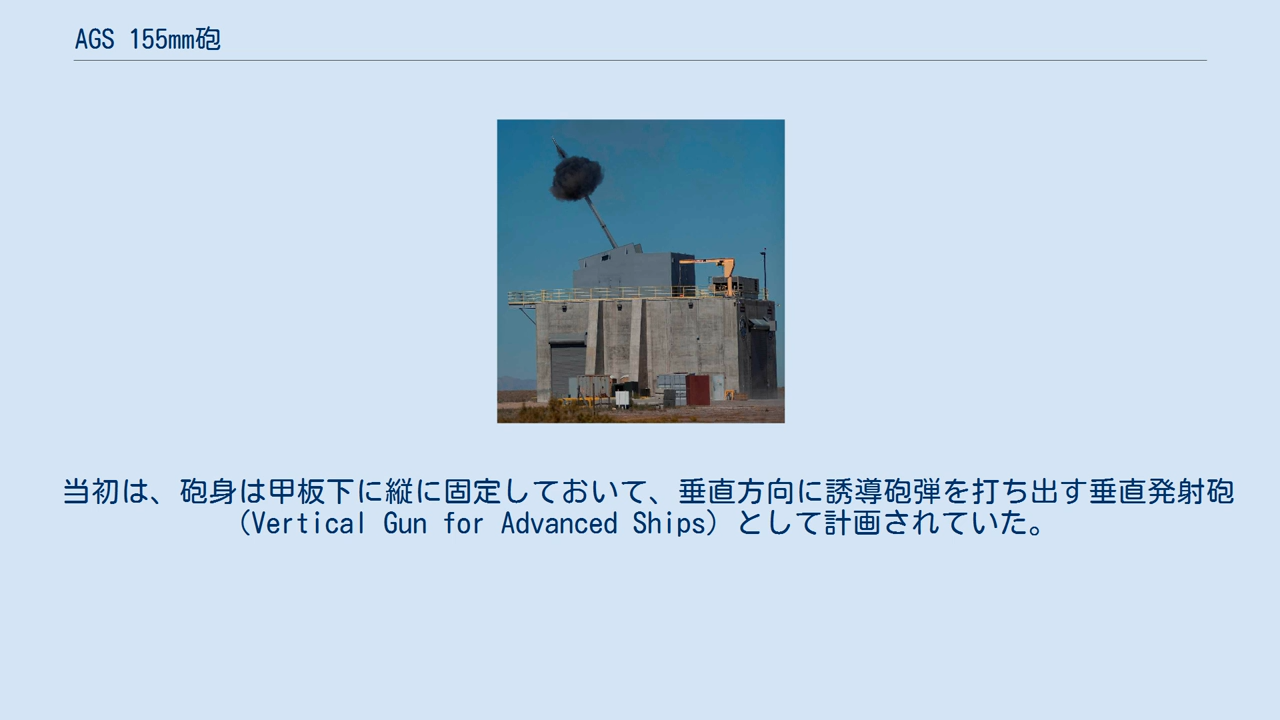 AGS 155mm砲
当初は、砲身は甲板下に縦に固定しておいて、垂直方向に誘導砲弾を打ち出す垂直発射砲
（Vertical Gun for Advanced Ships）として計画されていた。